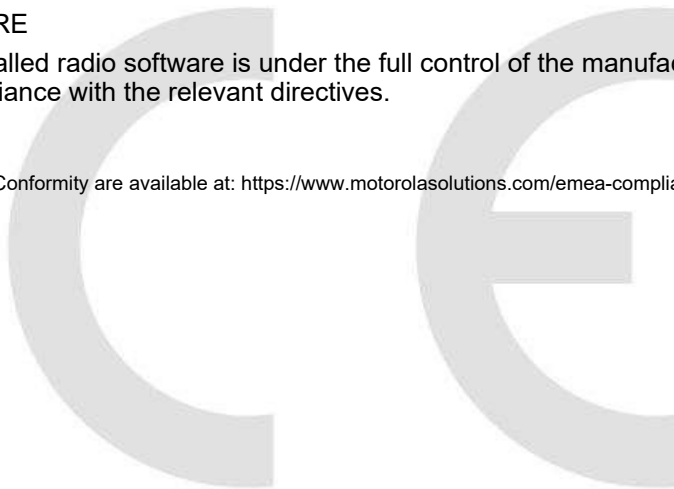 RE
alled radio software is under the full control of the manufac
iance with the relevant directives.
Conformity are available at: https://www.motorolasolutions.com/emea-complia
CE